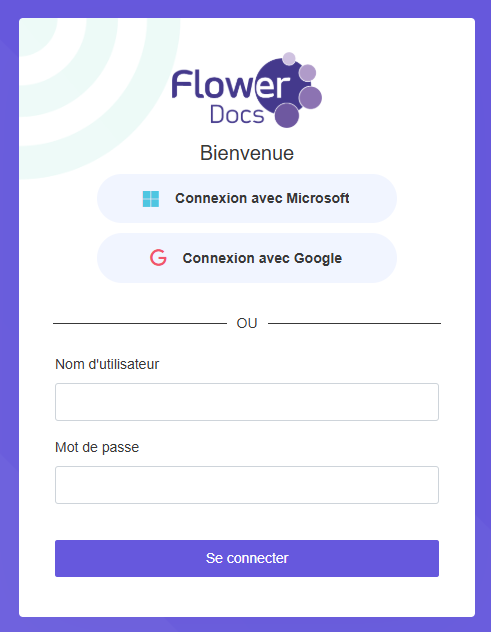 Flower
Docs
Bienvenue
Connexion avec Microsoft
Connexion avec Google
OU
Nom d'utilisateur
Mot de passe
Se connecter